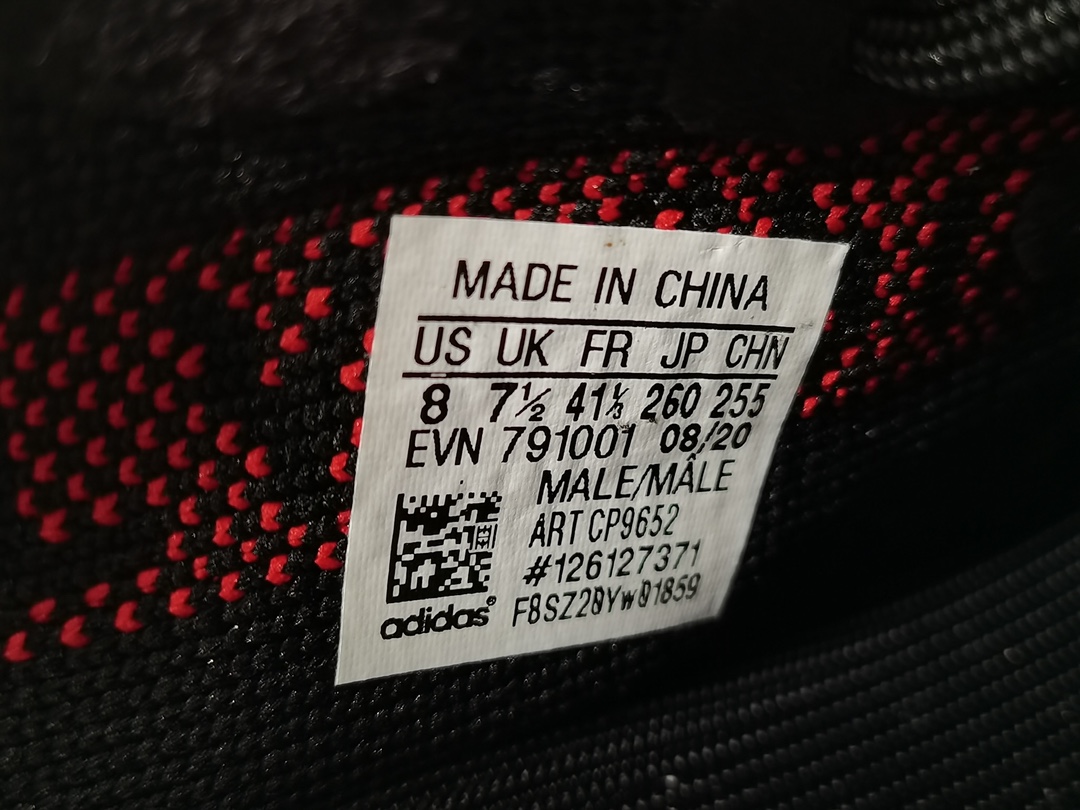 MADE IN CHINA
US UK FR JP CHN
8 7½ 41⅓ 260 255
EVN 791001 08/20
MALE/MÂLE
ART CP9652
#126127371
adidas® F8SZ20YW01859